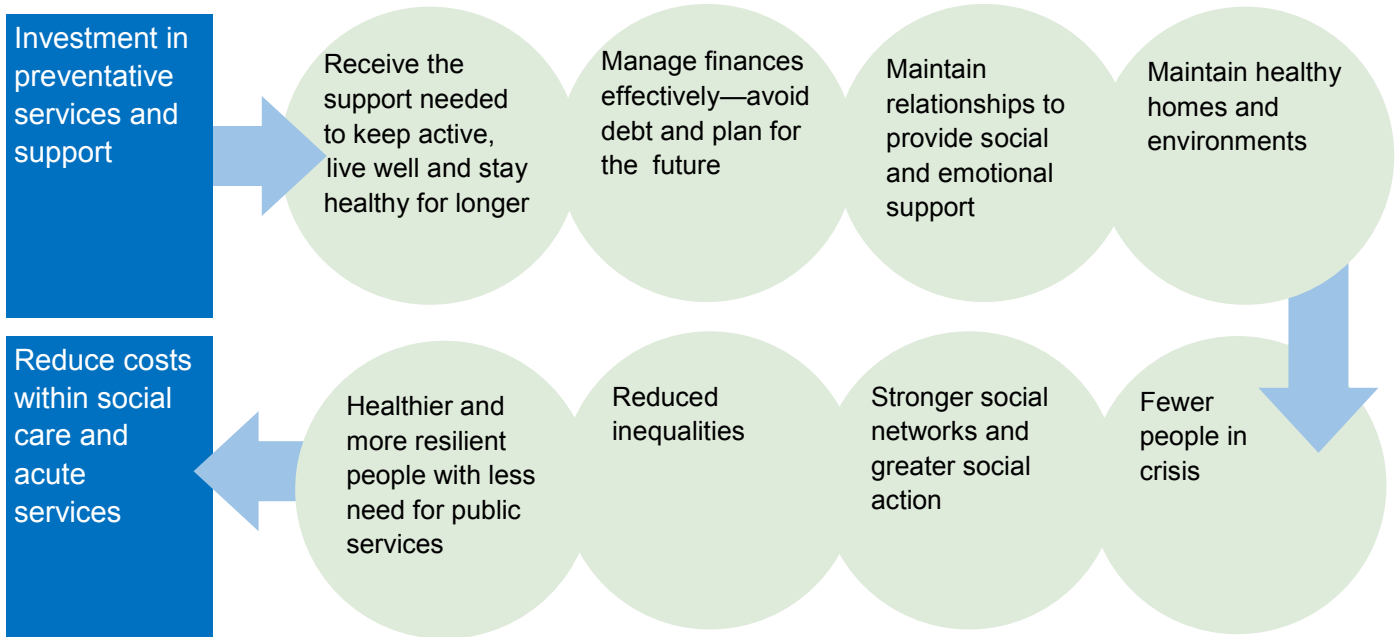 Investment in
preventative
services and
support
Receive the
support needed
to keep active,
live well and stay
healthy for longer
Manage finances
effectively—avoid
debt and plan for
the future
Maintain
relationships to
provide social
and emotional
support
Maintain healthy
homes and
environments
Reduce costs
within social
care and
acute
services
Healthier and
more resilient
people with less
need for public
services
Reduced
inequalities
Stronger social
networks and
greater social
action
Fewer
people in
crisis